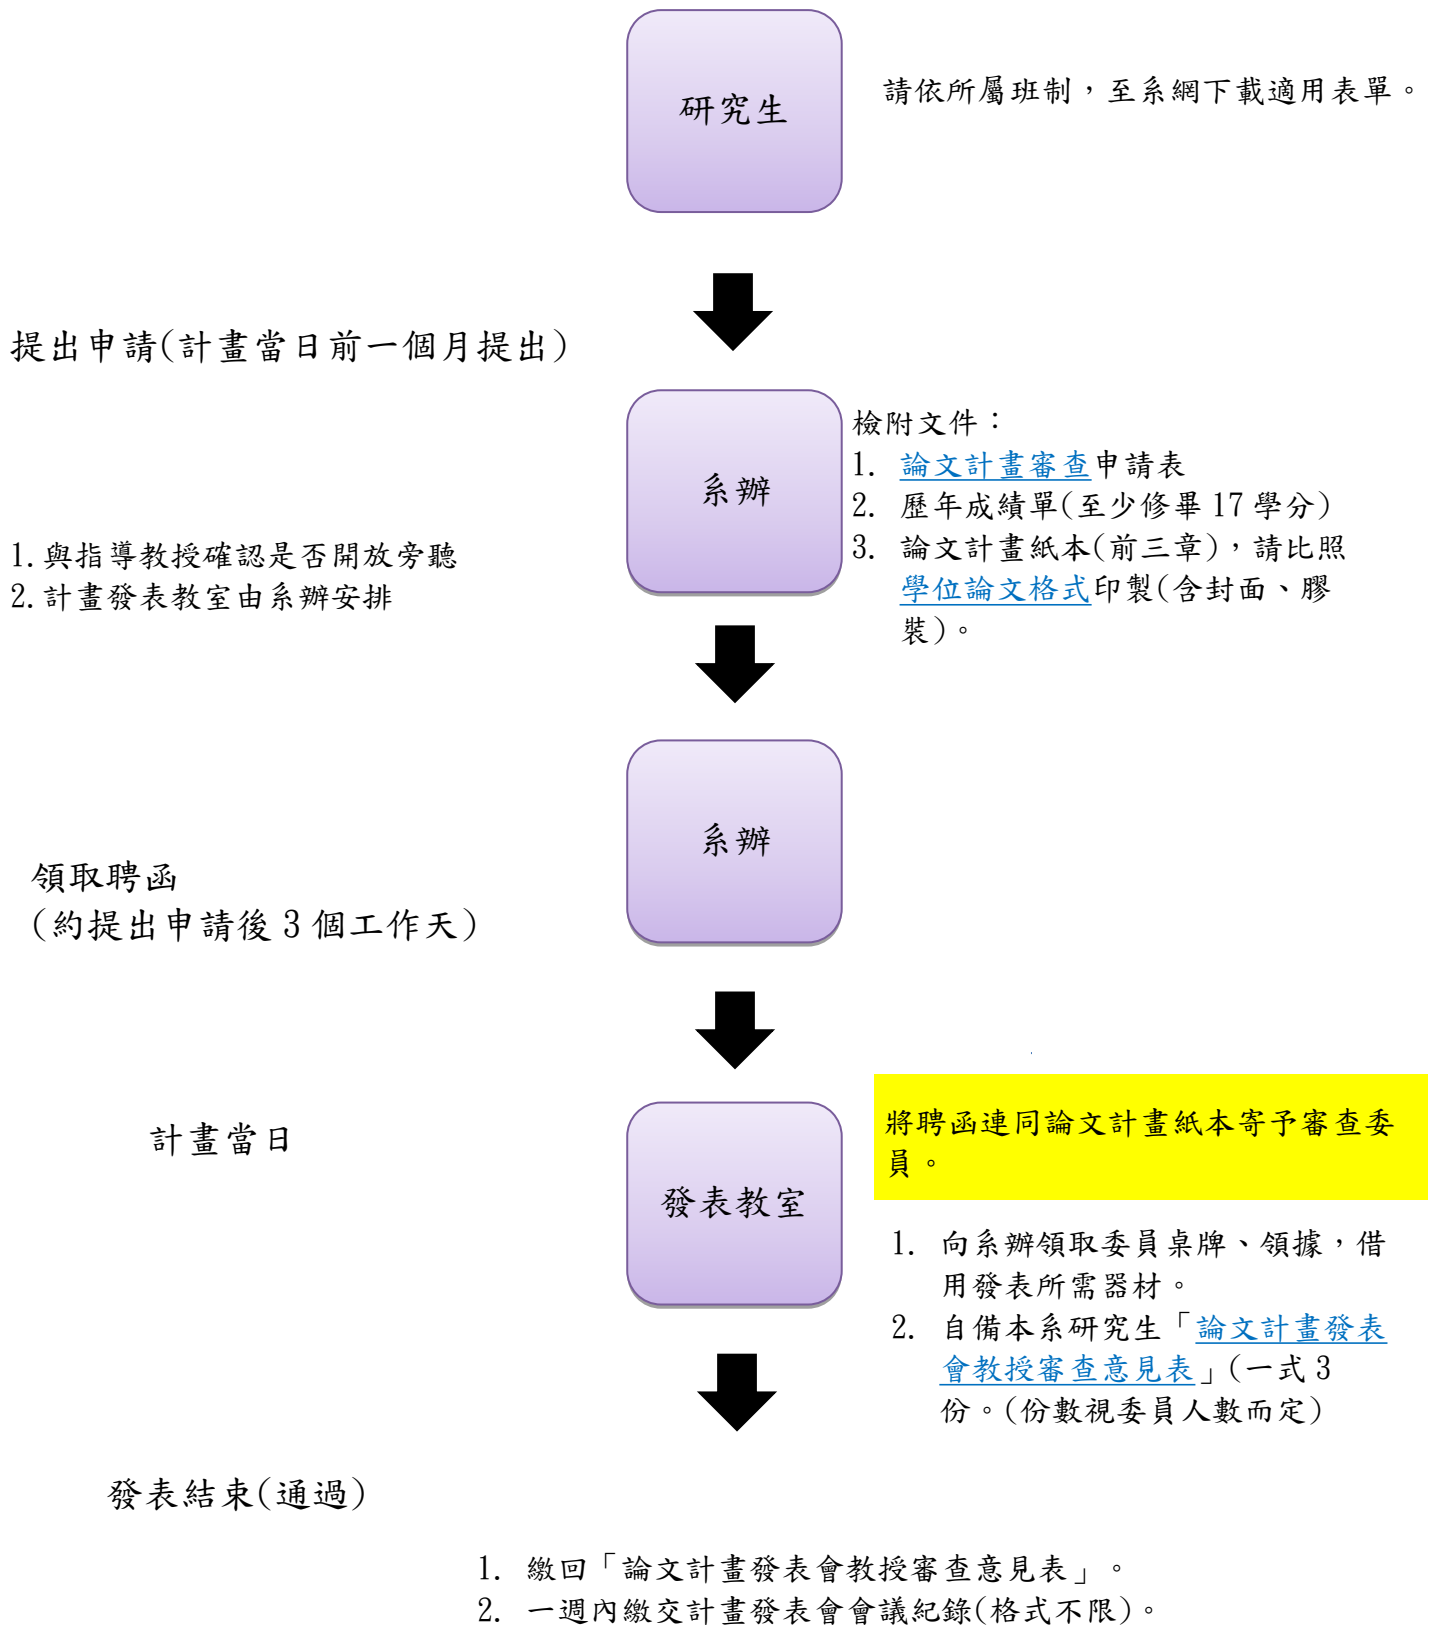 研究生
請依所屬班制，至系網下載適用表單。
提出申請(計畫當日前一個月提出)
系辦
檢附文件：
1. 論文計畫審查申請表
2. 歷年成績單(至少修畢 17 學分)
3. 論文計畫紙本(前三章)，請比照
學位論文格式印製(含封面、膠
裝)。
1.與指導教授確認是否開放旁聽
2.計畫發表教室由系辦安排
系辦
領取聘函
(約提出申請後 3 個工作天)
計畫當日
發表教室
將聘函連同論文計畫紙本寄予審查委
員。
1. 向系辦領取委員桌牌、領據，借
用發表所需器材。
2. 自備本系研究生「論文計畫發表
會教授審查意見表」(一式 3
份。(份數視委員人數而定)
發表結束(通過)
1. 繳回「論文計畫發表會教授審查意見表」。
2. 一週內繳交計畫發表會會議紀錄(格式不限)。